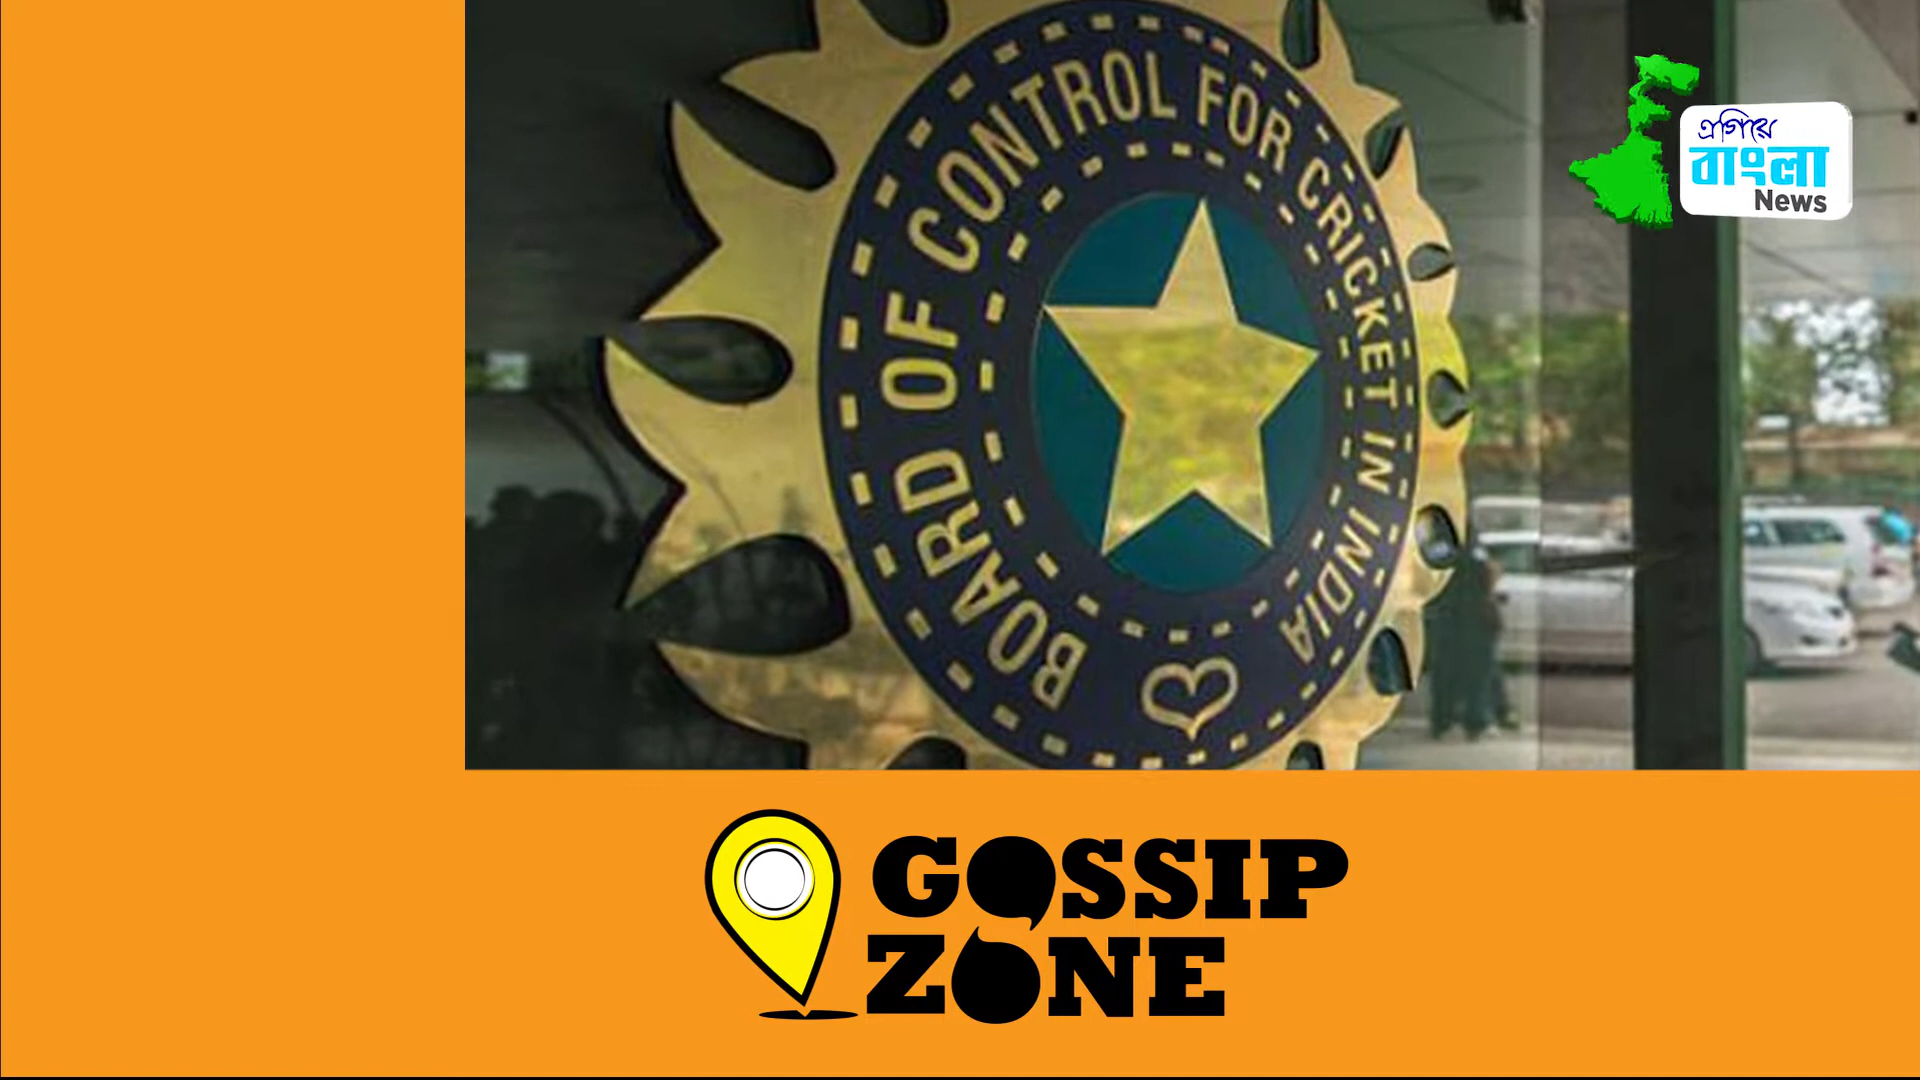 BOARD OF CONTROL FOR CRICKET IN INDIA
এগিয়ে
বাংলা
News
GOSSIP
ZONE